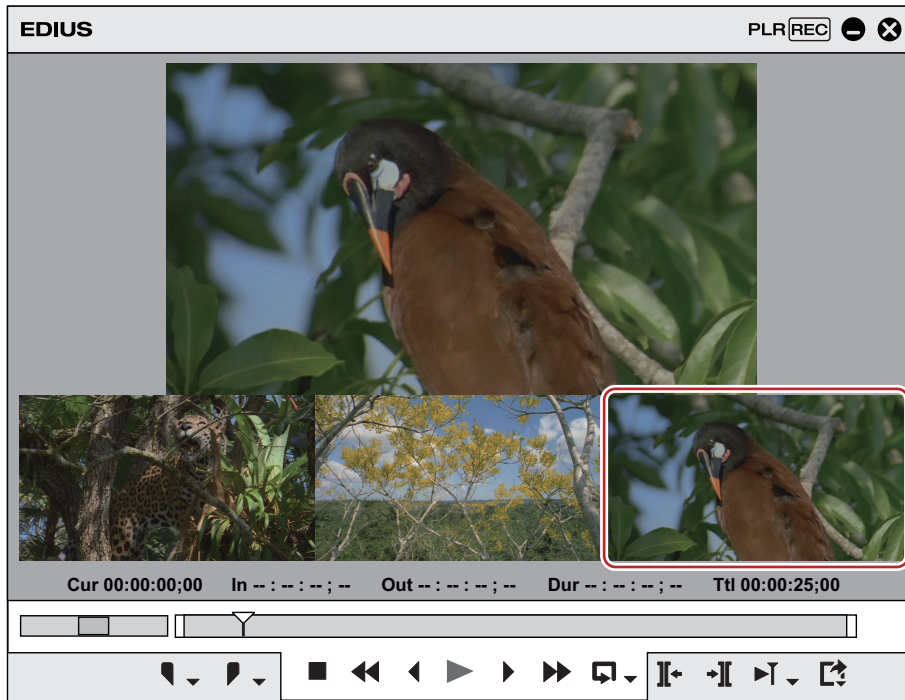 EDIUS
PLR REC
Cur 00:00:00;00 In -- : -- : -- ; -- Out -- : -- : -- ; -- Dur -- : -- : -- ; -- Ttl 00:00:25;00